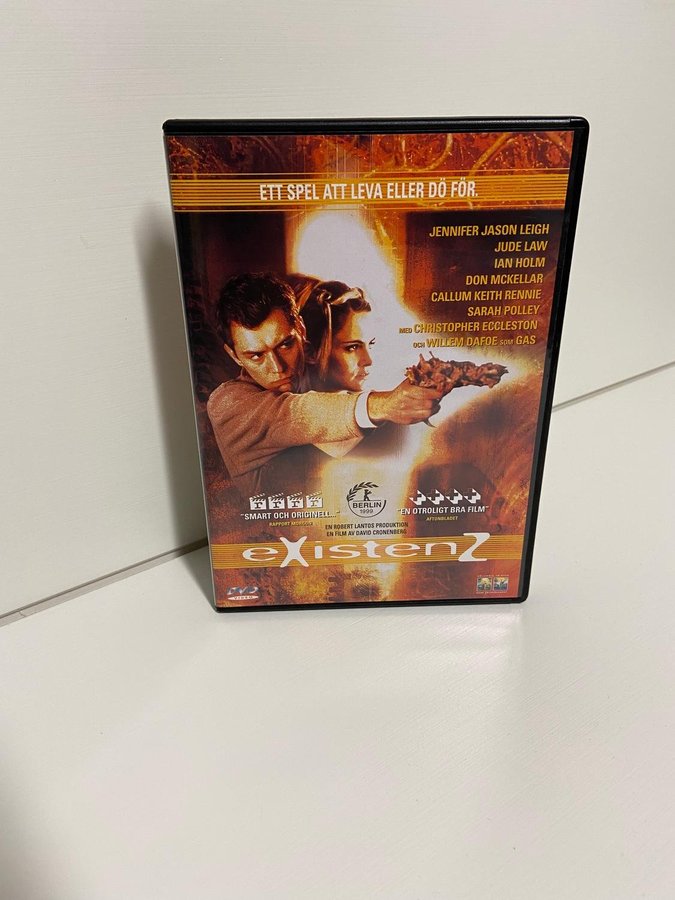 ETT SPEL ATT LEVA ELLER DÖ FÖR.
JENNIFER JASON LEIGH
JUDE LAW
IAN HOLM
DON MCKELLAR
CALLUM KEITH RENNIE
SARAH POLLEY
MED CHRISTOPHER ECCLESTON
OCH WILLEM DAFOE SOM GAS
"SMART OCH ORIGINELL..."
RAPPORT MORGON
BERLIN
1999
"EN OTROLIGT BRA FILM"
AFTONBLADET
EN ROBERT LANTOS PRODUKTION
EN FILM AV DAVID CRONENBERG
eXistenZ
DVD
VIDEO